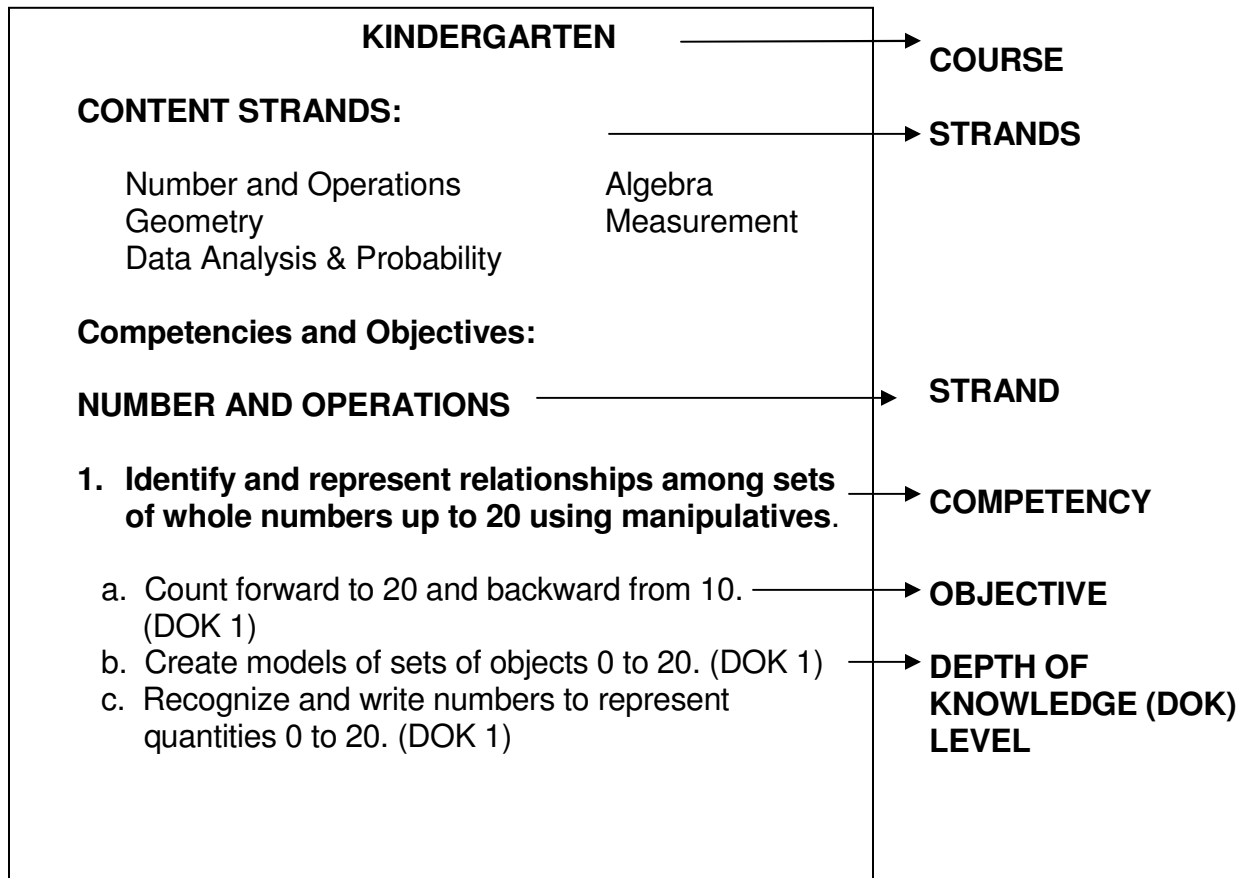 KINDERGARTEN
COURSE
CONTENT STRANDS:
STRANDS
Number and Operations Algebra
Geometry Measurement
Data Analysis & Probability
Competencies and Objectives:
NUMBER AND OPERATIONS
STRAND
1. Identify and represent relationships among sets
of whole numbers up to 20 using manipulatives.
COMPETENCY
a. Count forward to 20 and backward from 10.
(DOK 1)
OBJECTIVE
b. Create models of sets of objects 0 to 20. (DOK 1)
c. Recognize and write numbers to represent
quantities 0 to 20. (DOK 1)
DEPTH OF
KNOWLEDGE (DOK)
LEVEL